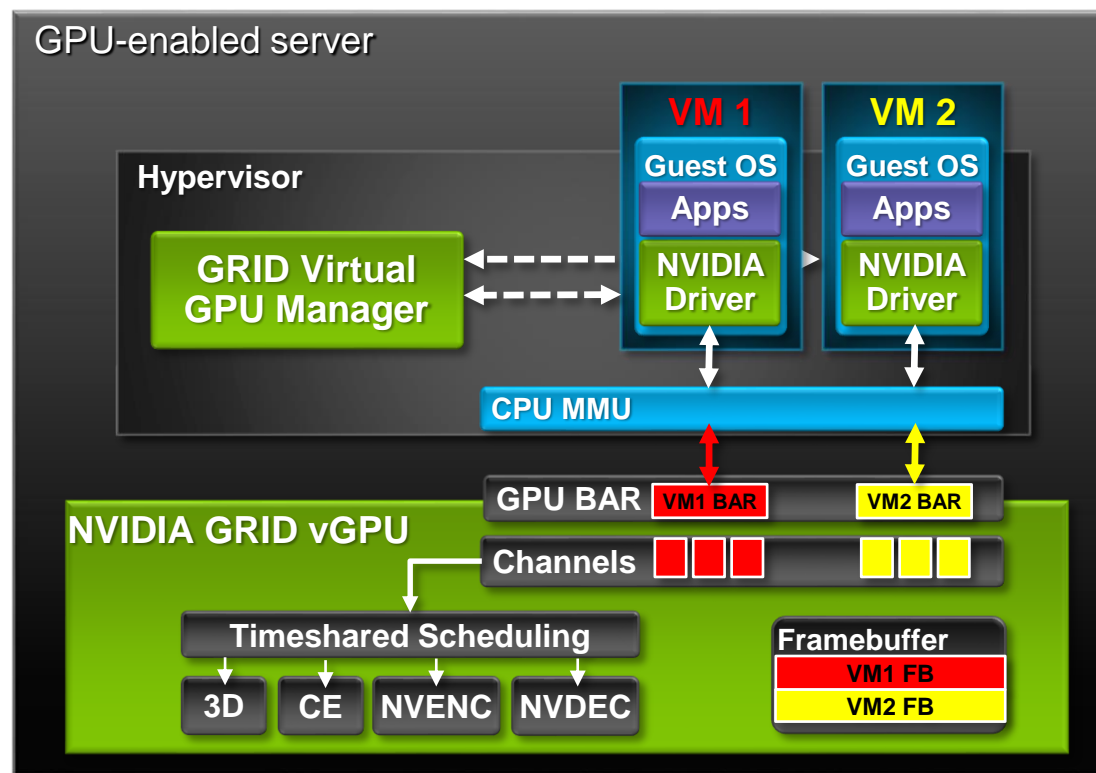 GPU-enabled server
VM 1
VM 2
Hypervisor
Guest OS
Apps
NVIDIA
Driver
Guest OS
Apps
NVIDIA
Driver
GRID Virtual
GPU Manager
CPU MMU
GPU BAR
VM1 BAR
VM2 BAR
NVIDIA GRID vGPU
Channels
Timeshared Scheduling
3D
CE
NVENC
NVDEC
Framebuffer
VM1 FB
VM2 FB